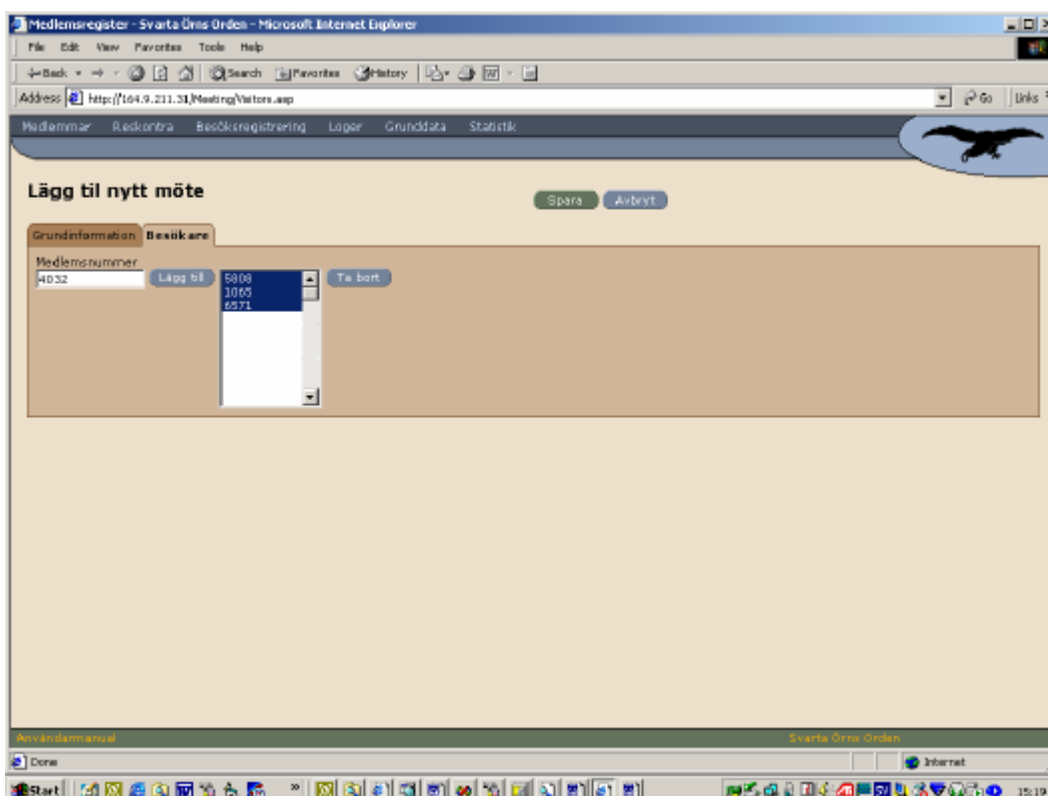 Medlemsregister - Svarta Örns Orden - Microsoft Internet Explorer
File Edit View Favorites Tools Help
Back Search Favorites History
Address http://164.9.211.31/Meeting/Visitors.asp Go Links
Medlemmar Reskontra Besöksregistrering Loger Grunddata Statistik
Lägg til nytt möte
Spara Avbryt
Grundinformation Besökare
Medlemsnummer
4032 Lägg till 5808 Ta bort
1065
6571
Användarmanual Svarta Örns Orden
Done Internet
Start 15:19